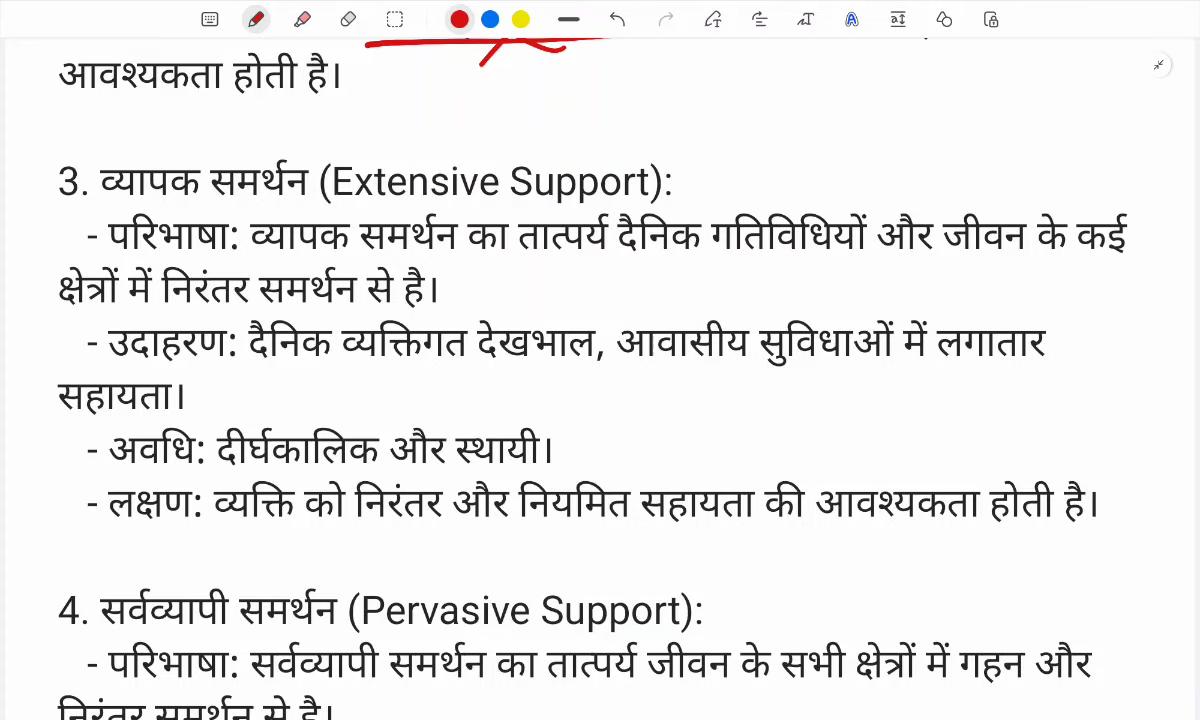 आवश्यकता होती है।
3. व्यापक समर्थन (Extensive Support):
- परिभाषा: व्यापक समर्थन का तात्पर्य दैनिक गतिविधियों और जीवन के कई
क्षेत्रों में निरंतर समर्थन से है।
- उदाहरण: दैनिक व्यक्तिगत देखभाल, आवासीय सुविधाओं में लगातार
सहायता।
- अवधि: दीर्घकालिक और स्थायी।
- लक्षण: व्यक्ति को निरंतर और नियमित सहायता की आवश्यकता होती है।
4. सर्वव्यापी समर्थन (Pervasive Support):
- परिभाषा: सर्वव्यापी समर्थन का तात्पर्य जीवन के सभी क्षेत्रों में गहन और
निरंतर समर्थन से है।